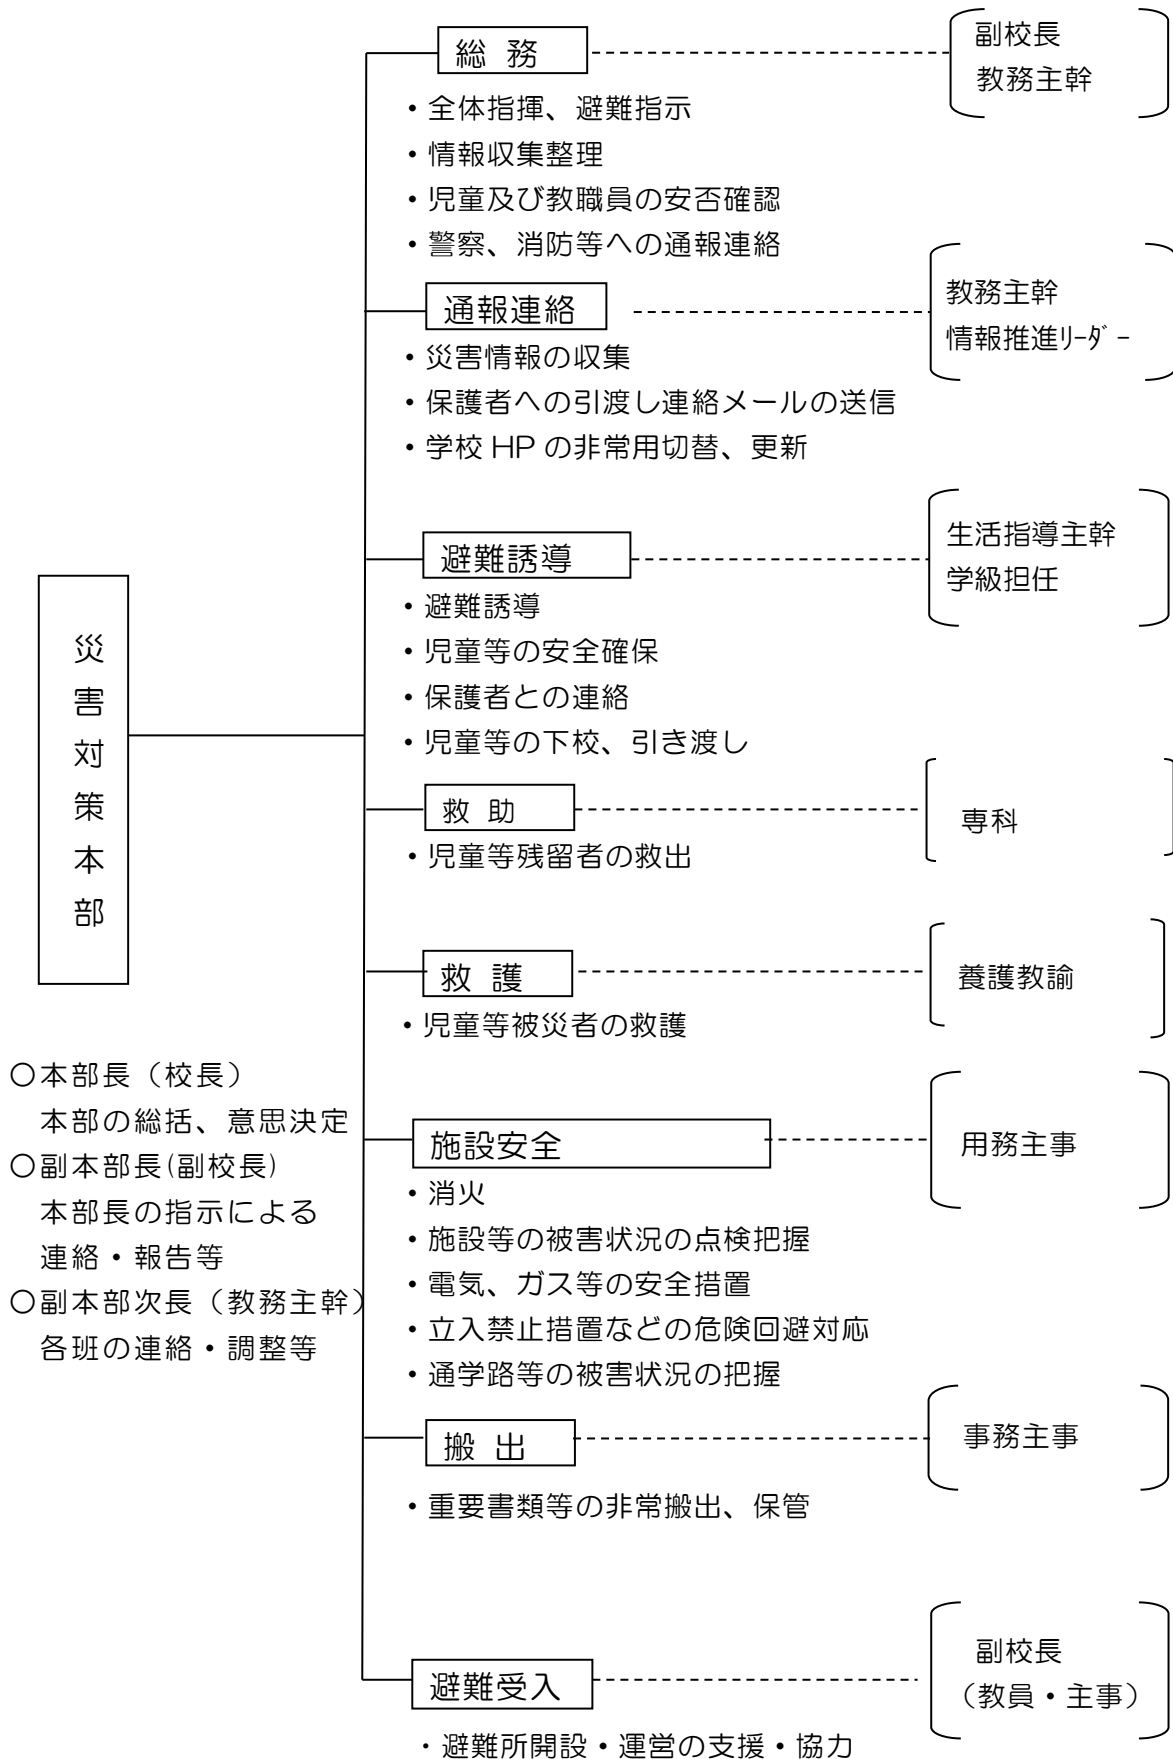 総 務
副校長
教務主幹
・全体指揮、避難指示
・情報収集整理
・児童及び教職員の安否確認
・警察、消防等への通報連絡
通報連絡
教務主幹
情報推進ﾘｰﾀﾞｰ
・災害情報の収集
・保護者への引渡し連絡メールの送信
・学校 HP の非常用切替、更新
避難誘導
生活指導主幹
学級担任
・避難誘導
・児童等の安全確保
・保護者との連絡
・児童等の下校、引き渡し
災害対策本部
救 助
専科
・児童等残留者の救出
救 護
養護教諭
・児童等被災者の救護
〇本部長（校長）
本部の総括、意思決定
〇副本部長(副校長)
本部長の指示による
連絡・報告等
〇副本部次長（教務主幹）
各班の連絡・調整等
施設安全
用務主事
・消火
・施設等の被害状況の点検把握
・電気、ガス等の安全措置
・立入禁止措置などの危険回避対応
・通学路等の被害状況の把握
搬 出
事務主事
・重要書類等の非常搬出、保管
避難受入
副校長
（教員・主事）
・避難所開設・運営の支援・協力